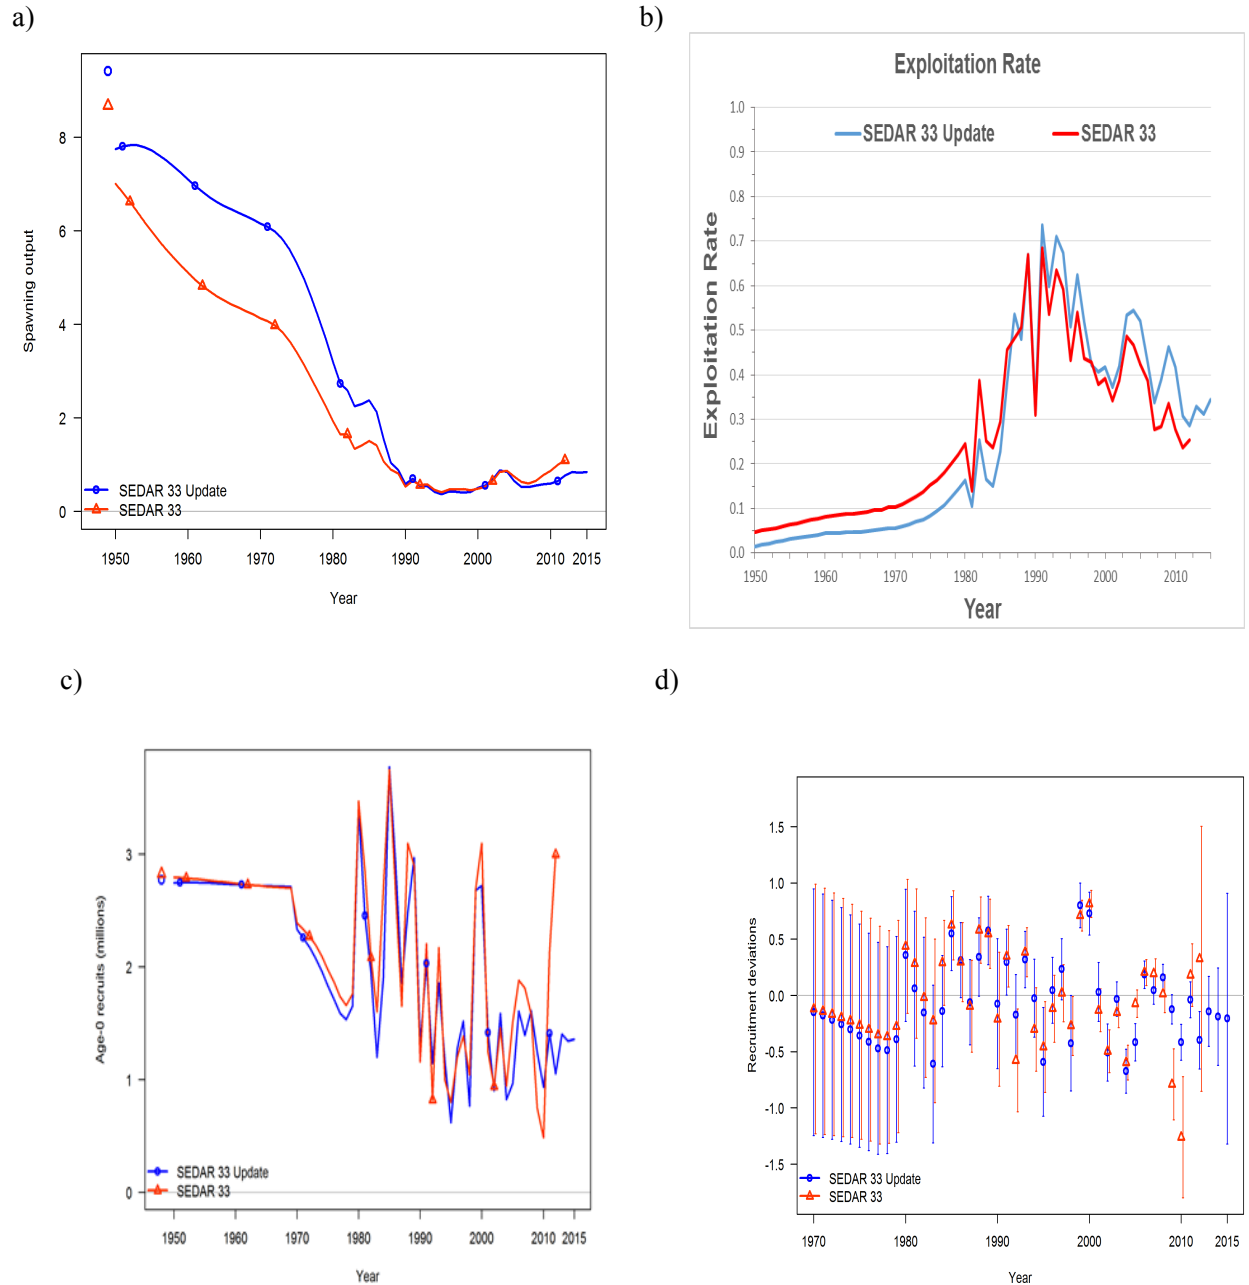 a)
b)
Spawning output
8
6
4
2
0
SEDAR 33 Update
SEDAR 33
1950 1960 1970 1980 1990 2000 2010 2015
Year
Exploitation Rate
1.0
0.9
0.8
0.7
0.6
0.5
0.4
0.3
0.2
0.1
0.0
Exploitation Rate
SEDAR 33 Update SEDAR 33
1950 1960 1970 1980 1990 2000 2010
Year
c)
d)
Age-0 recruits (millions)
3
2
1
0
SEDAR 33 Update
SEDAR 33
1950 1960 1970 1980 1990 2000 2010 2015
Year
Recruitment deviations
1.5
1.0
0.5
0.0
-0.5
-1.0
-1.5
SEDAR 33 Update
SEDAR 33
1970 1980 1990 2000 2010 2015
Year